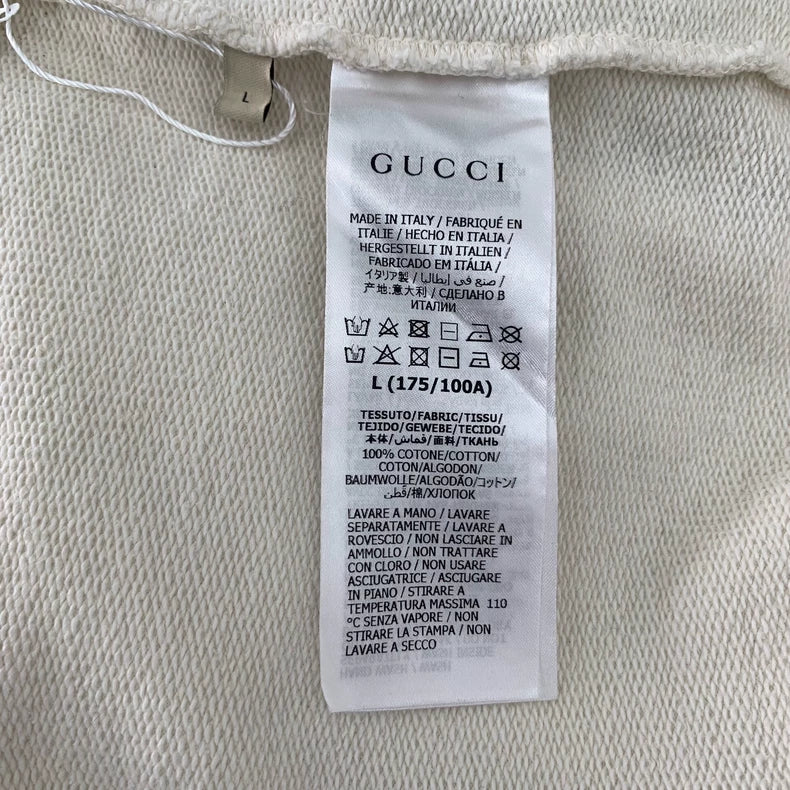 L
GUCCI
MADE IN ITALY / FABRIQUÉ EN
ITALIE / HECHO EN ITALIA /
HERGESTELLT IN ITALIEN /
FABRICADO EM ITÁLIA /
イタリア製 / صنع في إيطاليا /
产地:意大利 / СДЕЛАНО В
ИТАЛИИ
L (175/100A)
TESSUTO/FABRIC/TISSU/
TEJIDO/GEWEBE/TECIDO/
本体/قماش/面料/ТКАНЬ
100% COTONE/COTTON/
COTON/ALGODON/
BAUMWOLLE/ALGODÃO/コットン/
قطن/棉/ХЛОПОК
LAVARE A MANO / LAVARE
SEPARATAMENTE / LAVARE A
ROVESCIO / NON LASCIARE IN
AMMOLLO / NON TRATTARE
CON CLORO / NON USARE
ASCIUGATRICE / ASCIUGARE
IN PIANO / STIRARE A
TEMPERATURA MASSIMA 110
°C SENZA VAPORE / NON
STIRARE LA STAMPA / NON
LAVARE A SECCO